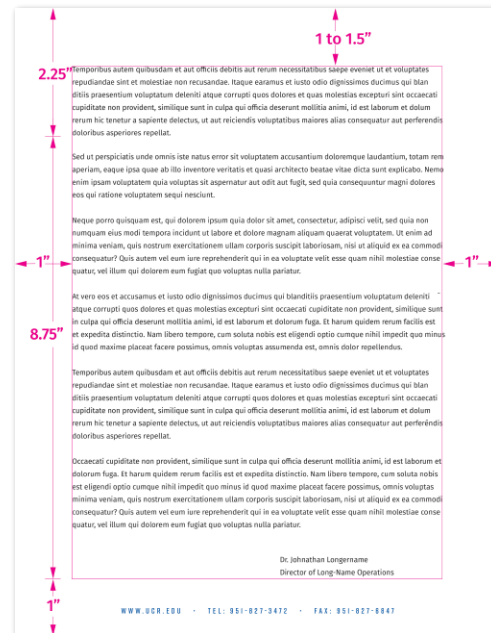 1 to 1.5”
2.25”
Temporibus autem quibusdam et aut officiis debitis aut rerum necessitatibus saepe eveniet ut et voluptates
repudiandae sint et molestiae non recusandae. Itaque earamus et iusto odio dignissimos ducimus qui blan
ditiis praesentium voluptatum deleniti atque corrupti quos dolores et quas molestias excepturi sint occaecati
cupiditate non provident, similique sunt in culpa qui officia deserunt mollitia animi, id est laborum et dolum
rerum hic tenetur a sapiente delectus, ut aut reiciendis voluptatibus maiores alias consequatur aut perferendis
doloribus asperiores repellat.
Sed ut perspiciatis unde omnis iste natus error sit voluptatem accusantium doloremque laudantium, totam rem
aperiam, eaque ipsa quae ab illo inventore veritatis et quasi architecto beatae vitae dicta sunt explicabo. Nemo
enim ipsam voluptatem quia voluptas sit aspernatur aut odit aut fugit, sed quia consequuntur magni dolores
eos qui ratione voluptatem sequi nesciunt.
Neque porro quisquam est, qui dolorem ipsum quia dolor sit amet, consectetur, adipisci velit, sed quia non
numquam eius modi tempora incidunt ut labore et dolore magnam aliquam quaerat voluptatem. Ut enim ad
minima veniam, quis nostrum exercitationem ullam corporis suscipit laboriosam, nisi ut aliquid ex ea commodi
consequatur? Quis autem vel eum iure reprehenderit qui in ea voluptate velit esse quam nihil molestiae conse
quatur, vel illum qui dolorem eum fugiat quo voluptas nulla pariatur.
1”
1”
At vero eos et accusamus et iusto odio dignissimos ducimus qui blanditiis praesentium voluptatum deleniti
atque corrupti quos dolores et quas molestias excepturi sint occaecati cupiditate non provident, similique sunt
in culpa qui officia deserunt mollitia animi, id est laborum et dolorum fuga. Et harum quidem rerum facilis est
et expedita distinctio. Nam libero tempore, cum soluta nobis est eligendi optio cumque nihil impedit quo minus
id quod maxime placeat facere possimus, omnis voluptas assumenda est, omnis dolor repellendus.
8.75”
Temporibus autem quibusdam et aut officiis debitis aut rerum necessitatibus saepe eveniet ut et voluptates
repudiandae sint et molestiae non recusandae. Itaque earamus et iusto odio dignissimos ducimus qui blan
ditiis praesentium voluptatum deleniti atque corrupti quos dolores et quas molestias excepturi sint occaecati
cupiditate non provident, similique sunt in culpa qui officia deserunt mollitia animi, id est laborum et dolum
rerum hic tenetur a sapiente delectus, ut aut reiciendis voluptatibus maiores alias consequatur aut perferendis
doloribus asperiores repellat.
Occaecati cupiditate non provident, similique sunt in culpa qui officia deserunt mollitia animi, id est laborum et
dolorum fuga. Et harum quidem rerum facilis est et expedita distinctio. Nam libero tempore, cum soluta nobis
est eligendi optio cumque nihil impedit quo minus id quod maxime placeat facere possimus, omnis voluptas
minima veniam, quis nostrum exercitationem ullam corporis suscipit laboriosam, nisi ut aliquid ex ea commodi
consequatur? Quis autem vel eum iure reprehenderit qui in ea voluptate velit esse quam nihil molestiae conse
quatur, vel illum qui dolorem eum fugiat quo voluptas nulla pariatur.
Dr. Johnathan Longername
Director of Long-Name Operations
1”
WWW.UCR.EDU · TEL: 951-827-3472 · FAX: 951-827-6847